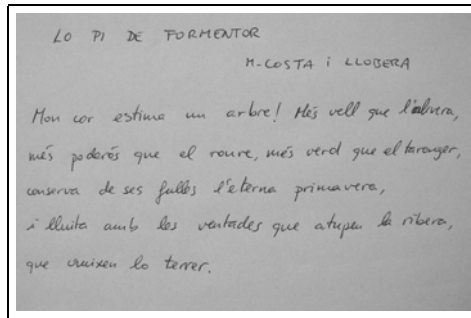 LO PI DE FORMENTOR
M. COSTA i LLOBERA
Mon cor estima un arbre! Més vell que l'olivera,
més poderós que el roure, més verd que el taronger,
conserva de ses fulles l'eterna primavera,
i lluita amb les ventades que atupen la ribera,
que cruixen lo terrer.